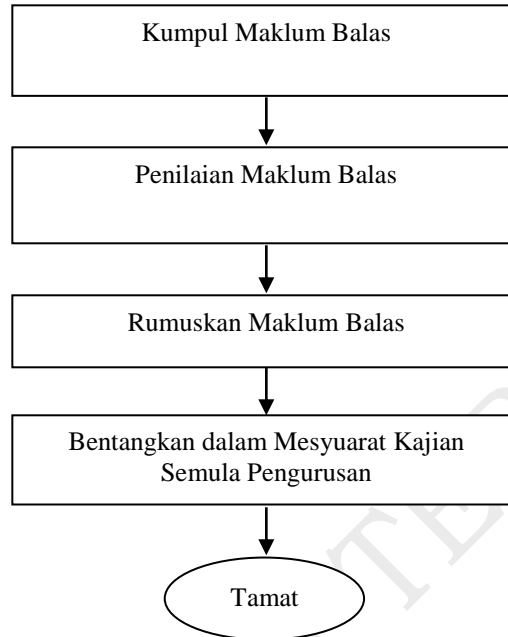 Kumpul Maklum Balas
Penilaian Maklum Balas
Rumuskan Maklum Balas
Bentangkan dalam Mesyuarat Kajian
Semula Pengurusan
Tamat